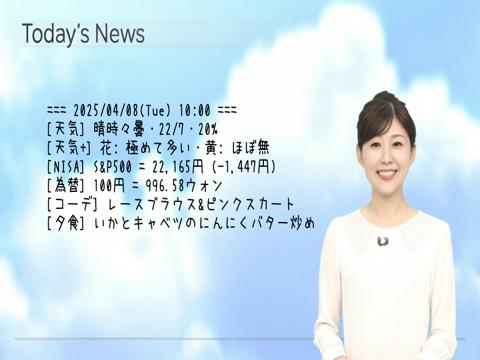 Today's News
=== 2025/04/08(Tue) 10:00 ===
[天気] 晴時々曇・22/7・20%
[天気+] 花: 極めて多い・黄: ほぼ無
[NISA] S&P500 = 22,165円 (-1,447円)
[為替] 100円 = 996.58ウォン
[コーデ] レースブラウス&ピンクスカート
[夕食] いかとキャベツのにんにくバター炒め